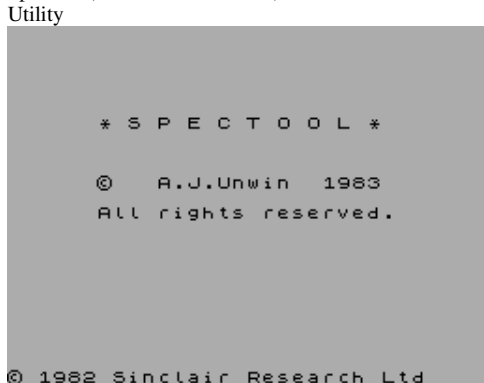 Utility
* S P E C T O O L *
© A.J.Unwin 1983
All rights reserved.
© 1982 Sinclair Research Ltd